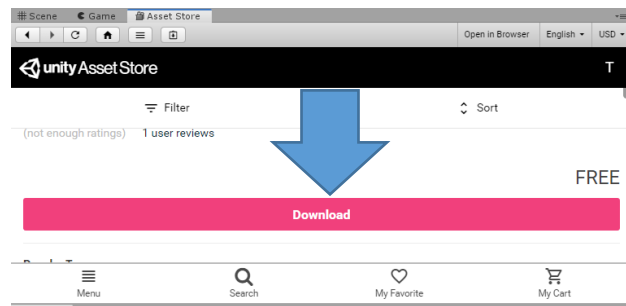 Scene Game Asset Store
Open in Browser English USD
unity Asset Store T
Filter Sort
(not enough ratings) 1 user reviews
FREE
Download
Menu Search My Favorite My Cart